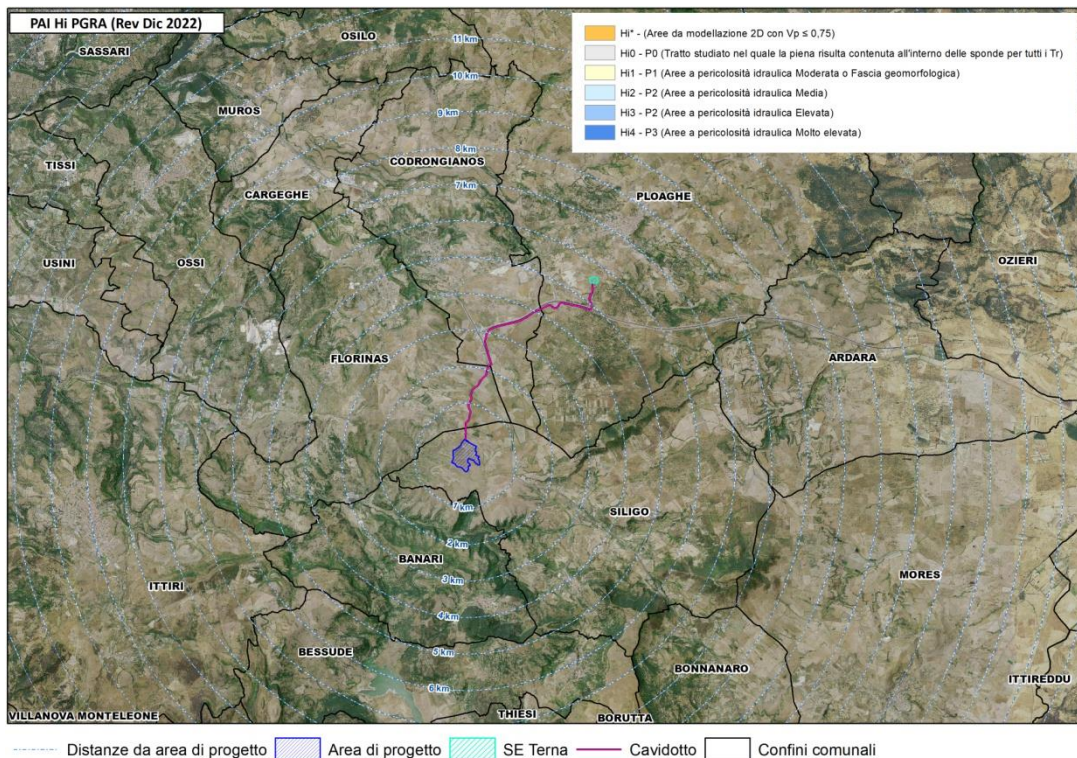 PAI Hi PGRA (Rev Dic 2022)
Hi* - (Aree da modellazione 2D con Vp ≤ 0,75)
Hi0 - P0 (Tratto studiato nel quale la piena risulta contenuta all'interno delle sponde per tutti i Tr)
Hi1 - P1 (Aree a pericolosità idraulica Moderata o Fascia geomorfologica)
Hi2 - P2 (Aree a pericolosità idraulica Media)
Hi3 - P2 (Aree a pericolosità idraulica Elevata)
Hi4 - P3 (Aree a pericolosità idraulica Molto elevata)
OSILO
11 km
SASSARI
10 km
MUROS
9 km
8 km
CODRONGIANOS
TISSI
7 km
CARGEGHE
PLOAGHE
USINI
OSSI
OZIERI
FLORINAS
ARDARA
1 km
SILIGO
2 km
BANARI
3 km
MORES
ITTIRI
4 km
BESSUDE
5 km
BONNANARO
ITTIREDDU
6 km
VILLANOVA MONTELEONE
THIESI
BORUTTA
Distanze da area di progetto
Area di progetto
SE Terna
Cavidotto
Confini comunali